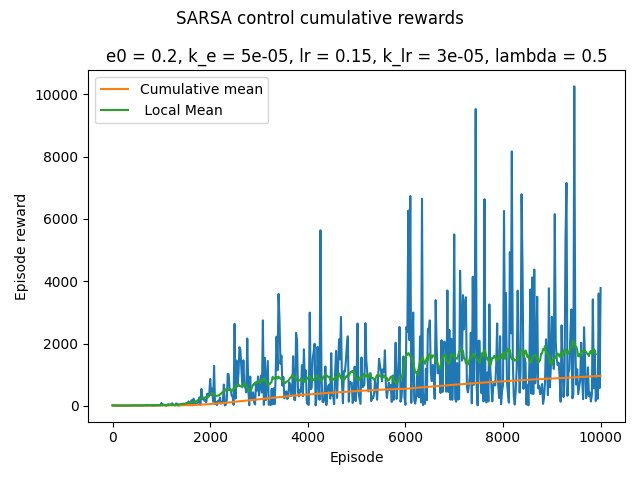 SARSA control cumulative rewards
e0 = 0.2, k_e = 5e-05, lr = 0.15, k_lr = 3e-05, lambda = 0.5
Cumulative mean
Local Mean
10000
8000
6000
4000
2000
0
Episode reward
0 2000 4000 6000 8000 10000
Episode